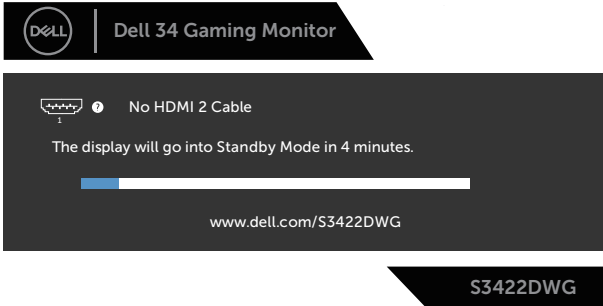 DELL
Dell 34 Gaming Monitor
? No HDMI 2 Cable
1
The display will go into Standby Mode in 4 minutes.
www.dell.com/S3422DWG
S3422DWG